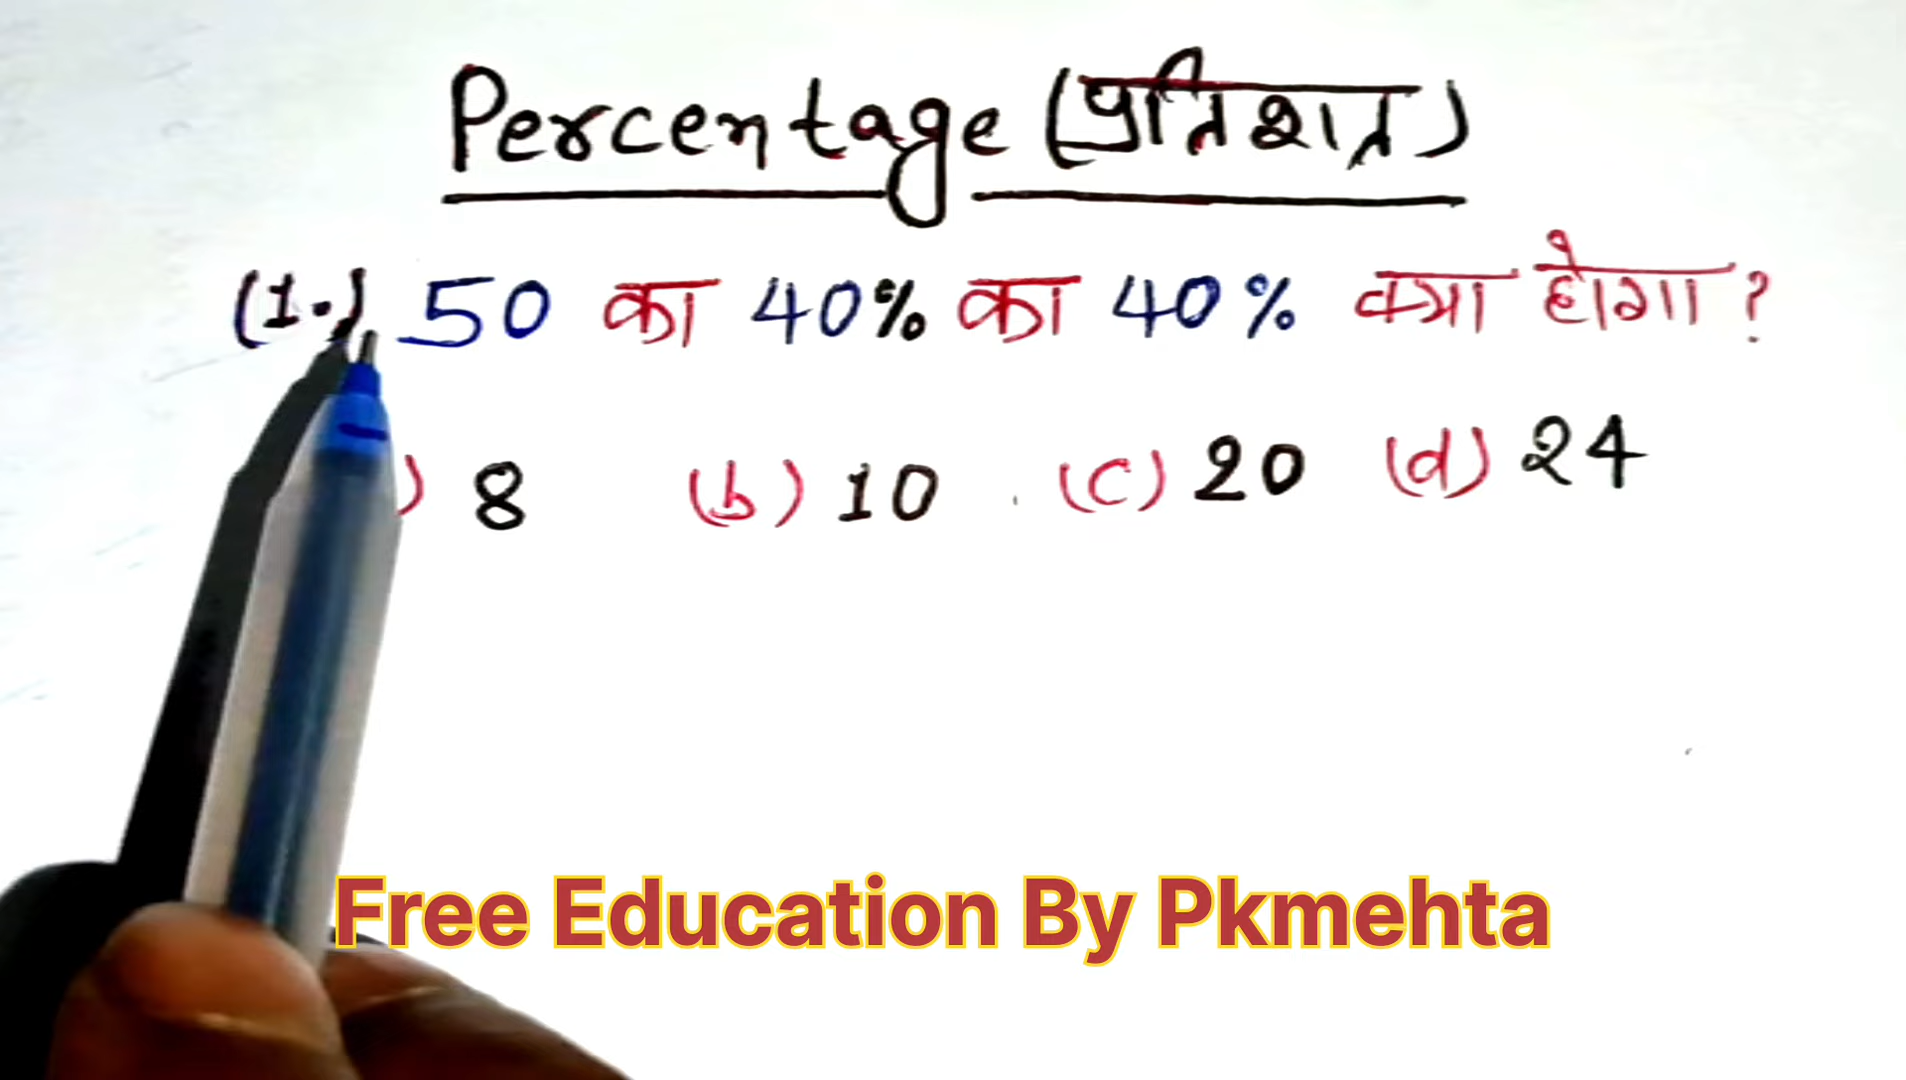 Percentage (प्रतिशत)
(1.) 50 का 40% का 40% क्या होगा ?
) 8 (b) 10 (c) 20 (d) 24
Free Education By Pkmehta